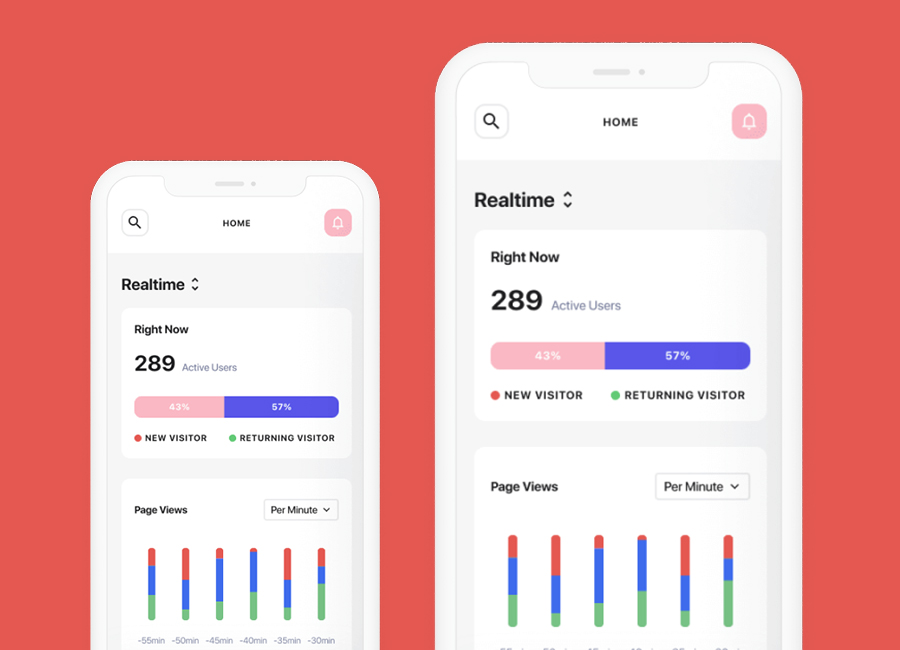 HOME
Realtime
Right Now
289 Active Users
43% 57%
NEW VISITOR RETURNING VISITOR
Page Views Per Minute
-55min -50min -45min -40min -35min -30min
HOME
Realtime
Right Now
289 Active Users
43% 57%
NEW VISITOR RETURNING VISITOR
Page Views Per Minute